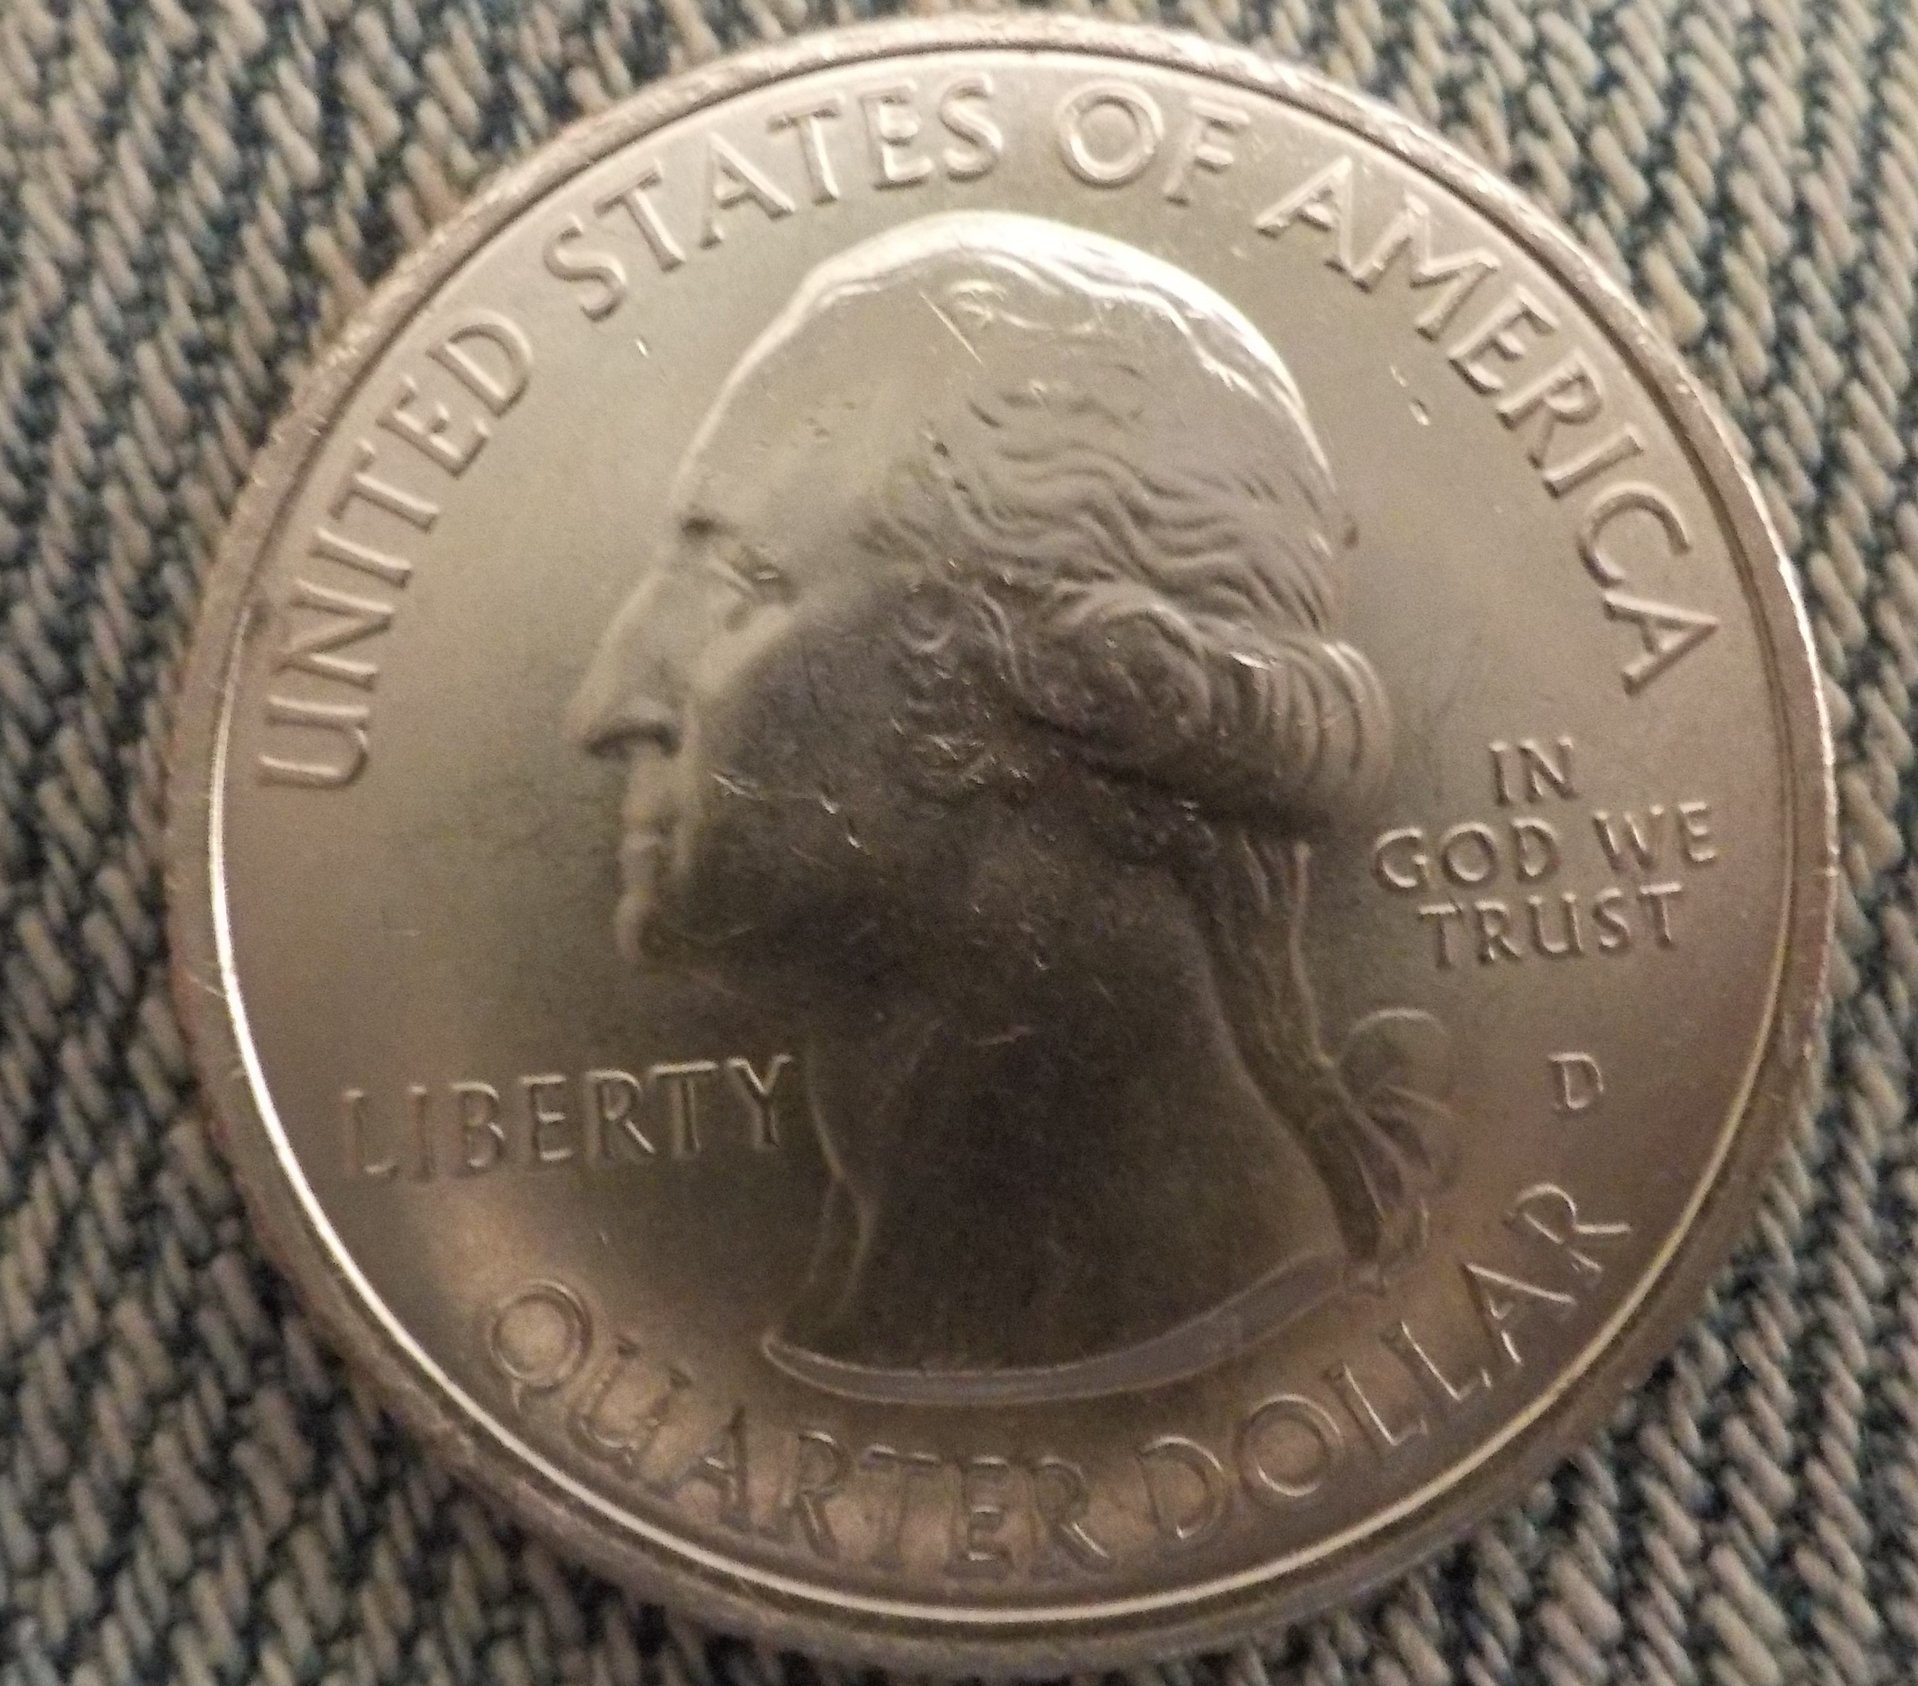 UNITED STATES OF AMERICA
IN
GOD WE
TRUST
LIBERTY
D
QUARTER DOLLAR